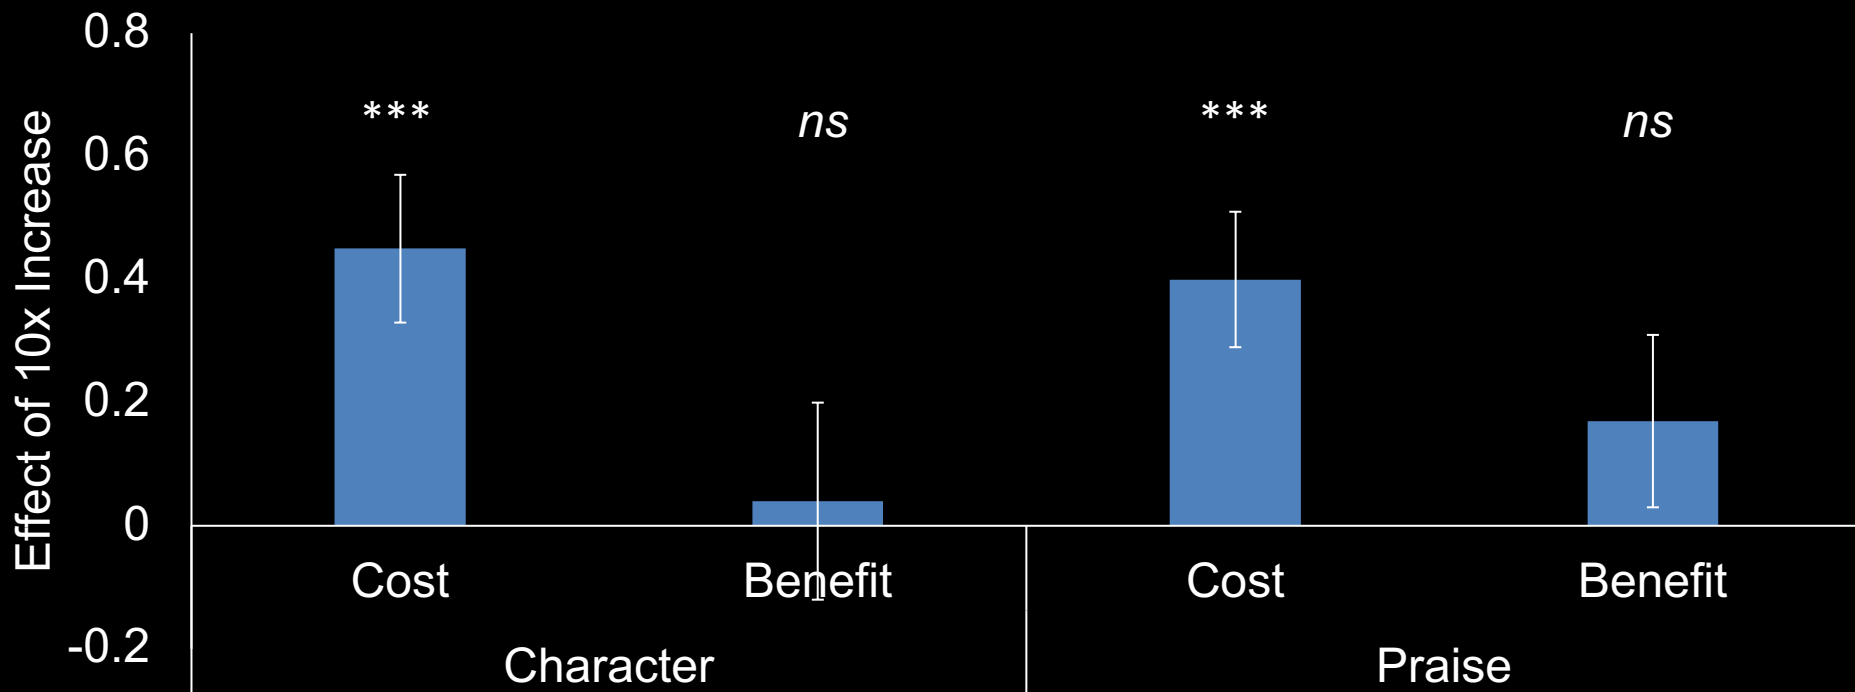 0.8
0.6
0.4
0.2
0
-0.2
Effect of 10x Increase
*** ns *** ns
Cost Benefit Cost Benefit
Character Praise